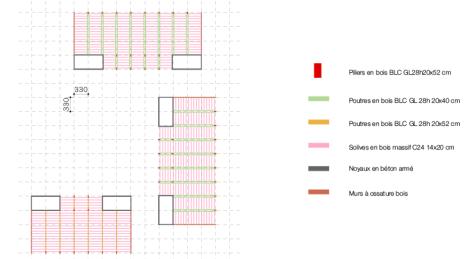 330
330
Piliers en bois BLC GL28h20x52 cm
Poutres en bois BLC GL 28h 20x40 cm
Poutres en bois BLC GL 28h 20x52 cm
Solives en bois massif C24 14x20 cm
Noyaux en béton armé
Murs à ossature bois